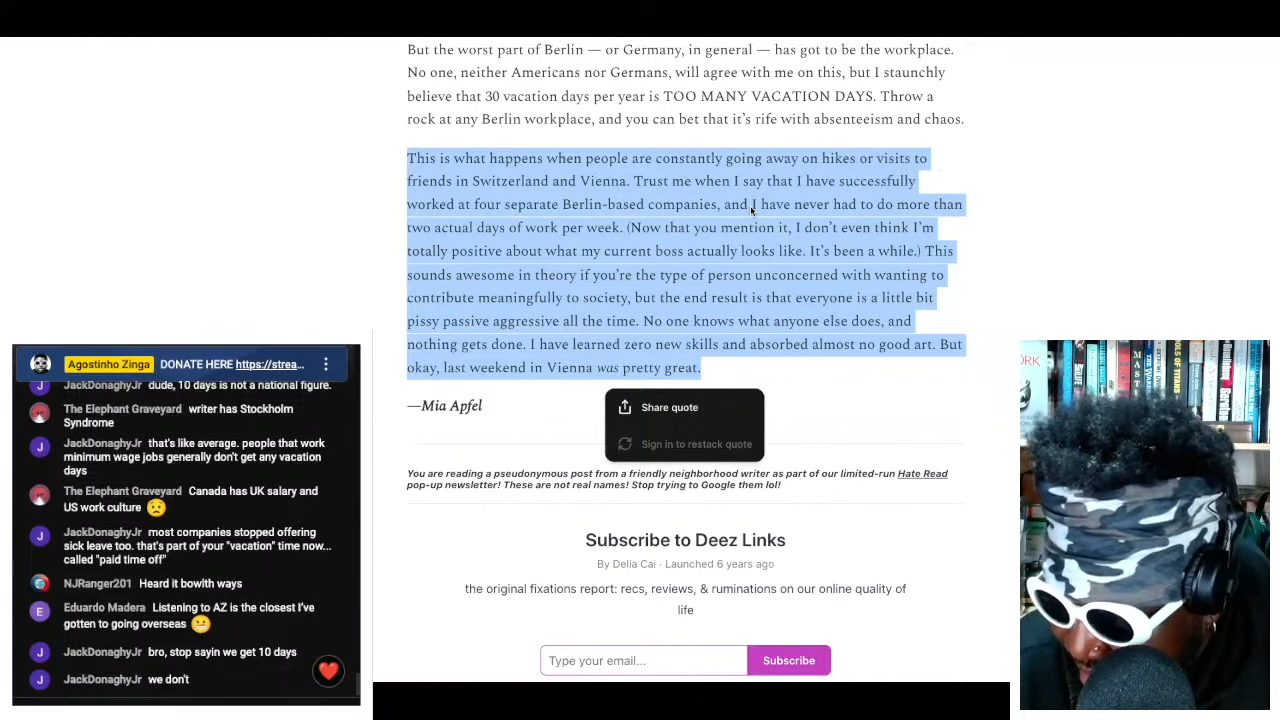 But the worst part of Berlin — or Germany, in general — has got to be the workplace.
No one, neither Americans nor Germans, will agree with me on this, but I staunchly
believe that 30 vacation days per year is TOO MANY VACATION DAYS. Throw a
rock at any Berlin workplace, and you can bet that it's rife with absenteeism and chaos.
This is what happens when people are constantly going away on hikes or visits to
friends in Switzerland and Vienna. Trust me when I say that I have successfully
worked at four separate Berlin-based companies, and I have never had to do more than
two actual days of work per week. (Now that you mention it, I don't even think I'm
totally positive about what my current boss actually looks like. It's been a while.) This
sounds awesome in theory if you're the type of person unconcerned with wanting to
contribute meaningfully to society, but the end result is that everyone is a little bit
pissy passive aggressive all the time. No one knows what anyone else does, and
nothing gets done. I have learned zero new skills and absorbed almost no good art. But
okay, last weekend in Vienna was pretty great.
—Mia Apfel
Share quote
Sign in to restack quote
You are reading a pseudonymous post from a friendly neighborhood writer as part of our limited-run Hate Read
pop-up newsletter! These are not real names! Stop trying to Google them lol!
Subscribe to Deez Links
By Delia Cai · Launched 6 years ago
the original fixations report: recs, reviews, & ruminations on our online quality of
life
Type your email...
Subscribe
Agostinho Zinga DONATE HERE https://strea...
J JackDonaghyJr dude, 10 days is not a national figure.
The Elephant Graveyard writer has Stockholm
Syndrome
J JackDonaghyJr that's like average. people that work
minimum wage jobs generally don't get any vacation
days
The Elephant Graveyard Canada has UK salary and
US work culture 😟
J JackDonaghyJr most companies stopped offering
sick leave too. that's part of your "vacation" time now...
called "paid time off"
NJRanger201 Heard it bowith ways
E Eduardo Madera Listening to AZ is the closest I've
gotten to going overseas 😬
J JackDonaghyJr bro, stop sayin we get 10 days
J JackDonaghyJr we don't
ORK
MAST
TOOLS OF TITANS